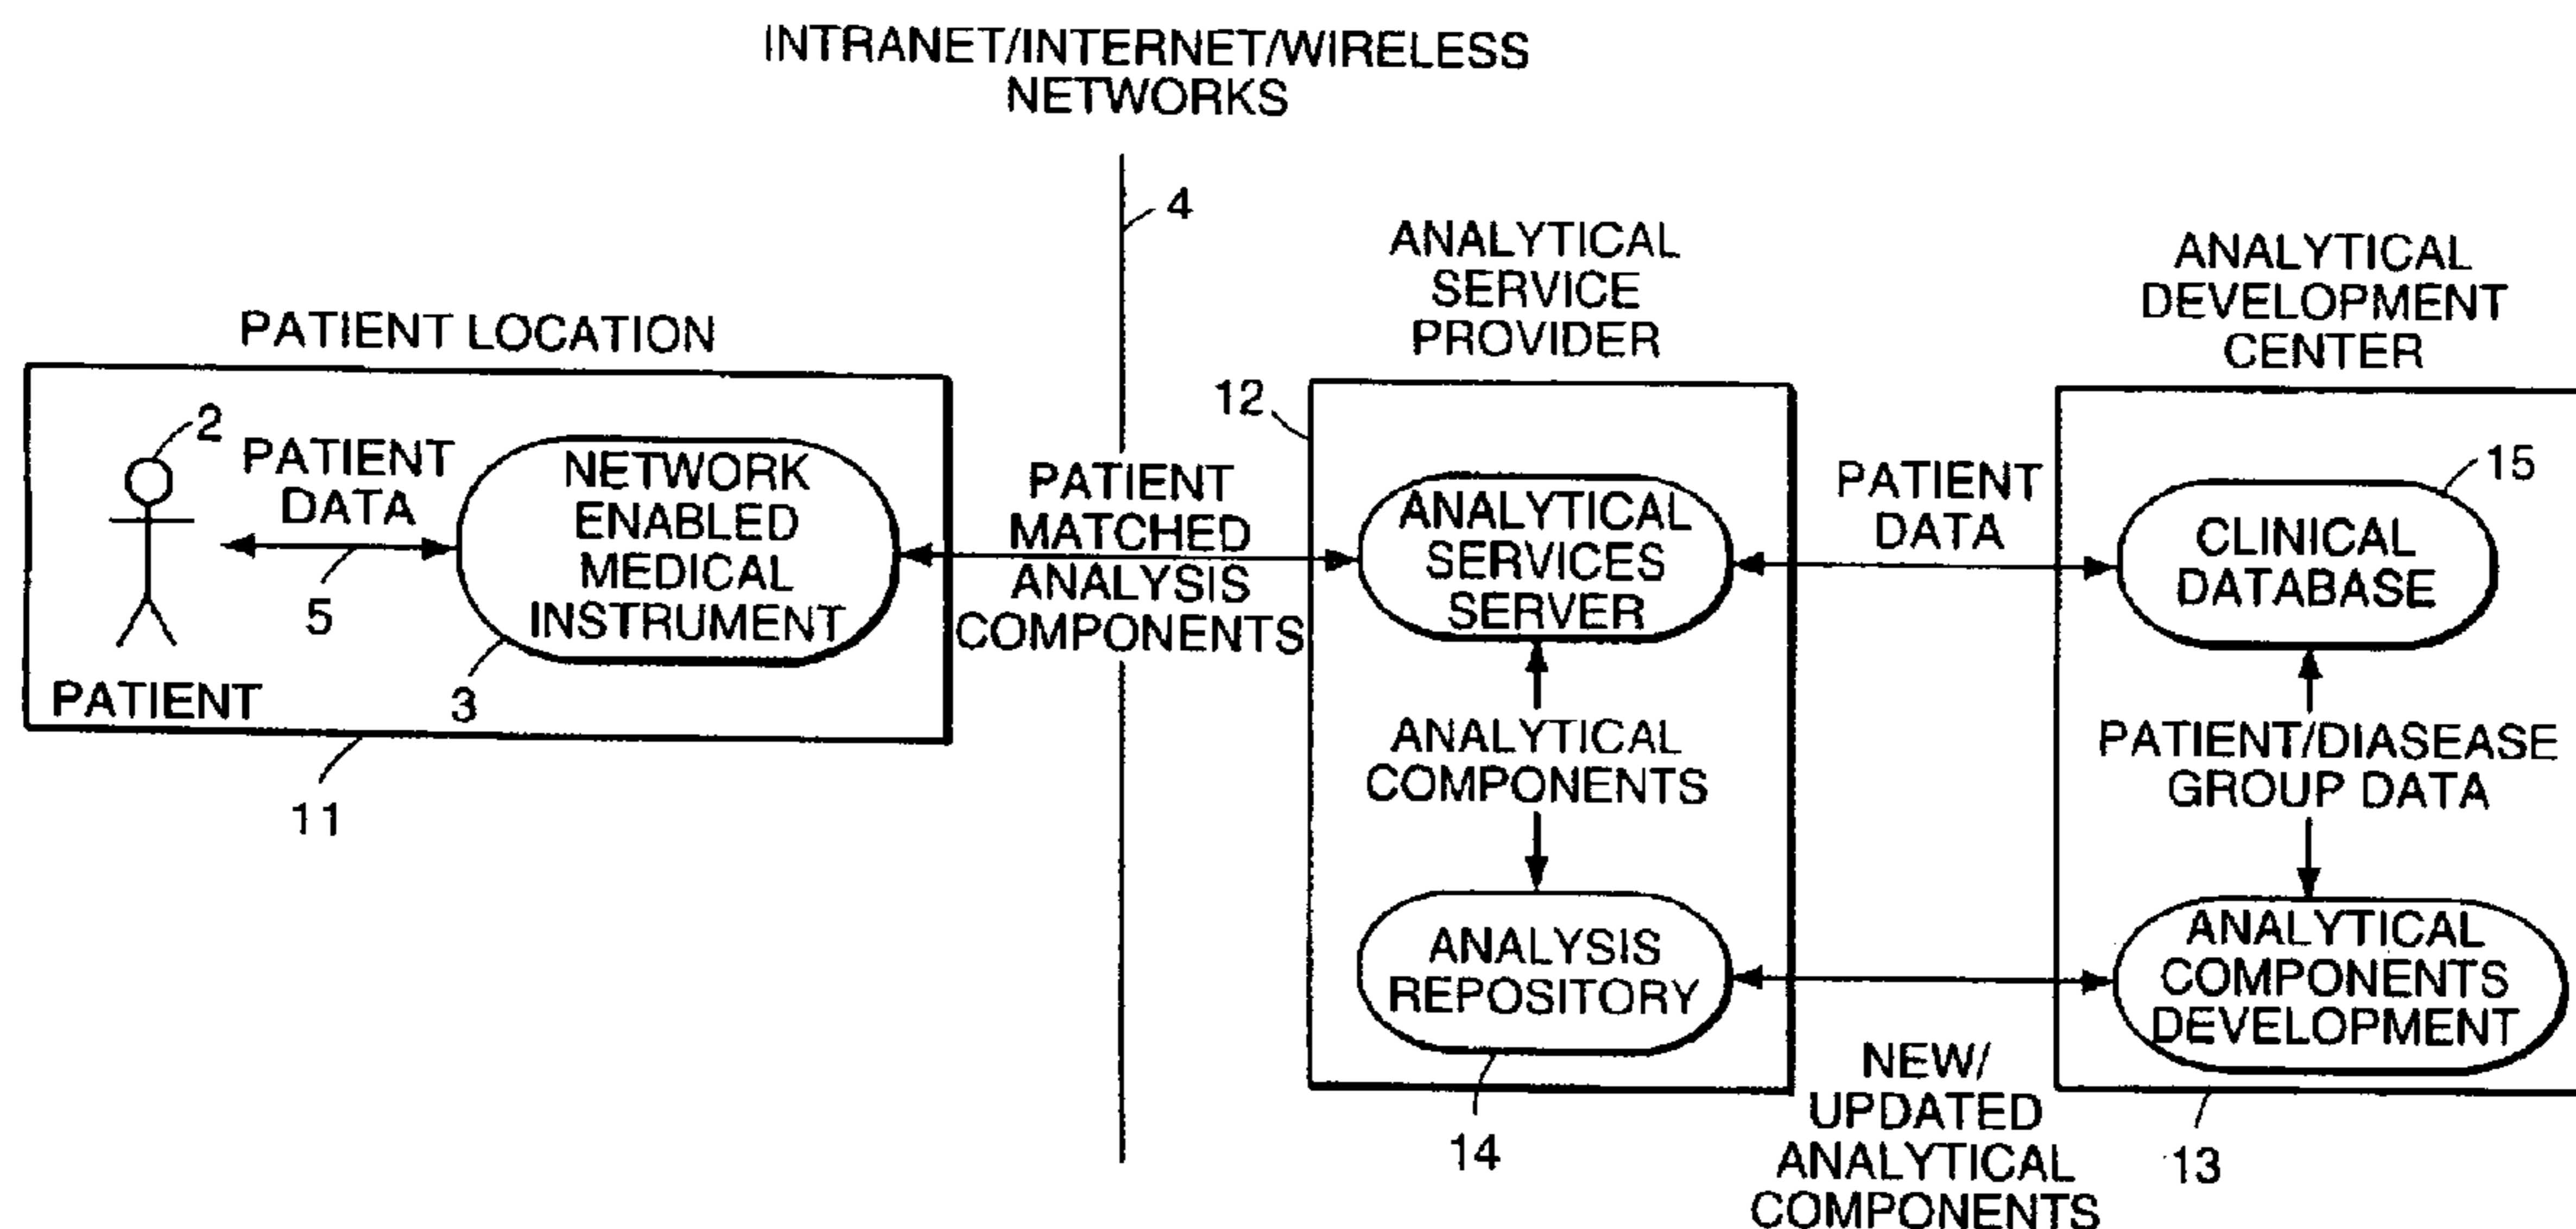 INTRANET/INTERNET/WIRELESS
NETWORKS
4
PATIENT LOCATION
2
PATIENT
DATA
5
NETWORK
ENABLED
MEDICAL
INSTRUMENT
3
PATIENT
11
PATIENT
MATCHED
ANALYSIS
COMPONENTS
ANALYTICAL
SERVICE
PROVIDER
12
ANALYTICAL
SERVICES
SERVER
ANALYTICAL
COMPONENTS
ANALYSIS
REPOSITORY
14
PATIENT
DATA
NEW/
UPDATED
ANALYTICAL
COMPONENTS
ANALYTICAL
DEVELOPMENT
CENTER
15
CLINICAL
DATABASE
PATIENT/DIASEASE
GROUP DATA
ANALYTICAL
COMPONENTS
DEVELOPMENT
13